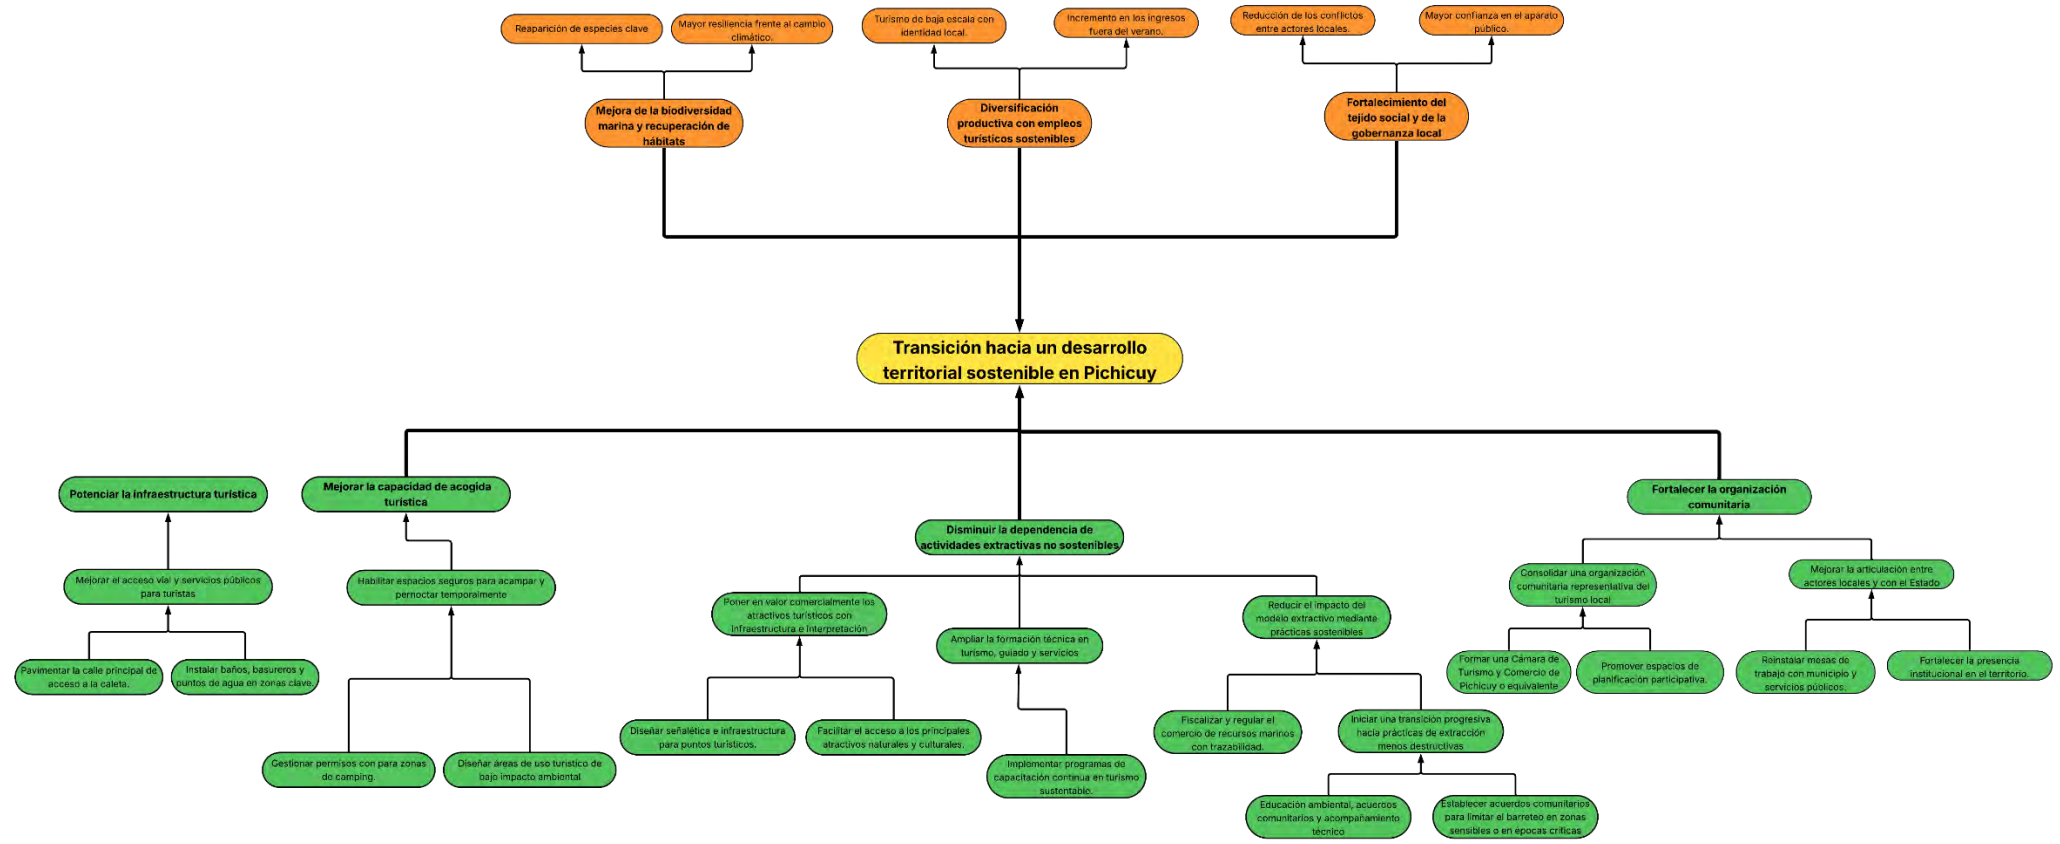 Reaparición de especies clave
Mayor resiliencia frente al cambio
climático.
Turismo de baja escala con
identidad local.
Incremento en los ingresos
fuera del verano.
Reducción de los conflictos
entre actores locales.
Mayor confianza en el aparato
público.
Mejora de la biodiversidad
marina y recuperación de
hábitats
Diversificación
productiva con empleos
turísticos sostenibles
Fortalecimiento del
tejido social y de la
gobernanza local
Transición hacia un desarrollo
territorial sostenible en Pichicuy
Potenciar la infraestructura turística
Mejorar la capacidad de acogida
turística
Disminuir la dependencia de
actividades extractivas no sostenibles
Fortalecer la organización
comunitaria
Mejorar el acceso vial y servicios públicos
para turistas
Habilitar espacios seguros para acampar y
pernoctar temporalmente
Poner en valor comercialmente los
atractivos turísticos con
infraestructura e interpretación
Ampliar la formación técnica en
turismo, guiado y servicios
Reducir el impacto del
modelo extractivo mediante
prácticas sostenibles
Consolidar una organización
comunitaria representativa del
turismo local
Mejorar la articulación entre
actores locales y con el Estado
Pavimentar la calle principal de
acceso a la caleta.
Instalar baños, basureros y
puntos de agua en zonas clave.
Formar una Cámara de
Turismo y Comercio de
Pichicuy o equivalente
Promover espacios de
planificación participativa.
Reinstalar mesas de
trabajo con municipio y
servicios públicos.
Fortalecer la presencia
institucional en el territorio.
Gestionar permisos con para zonas
de camping.
Diseñar áreas de uso turístico de
bajo impacto ambiental
Diseñar señalética e infraestructura
para puntos turísticos.
Facilitar el acceso a los principales
atractivos naturales y culturales.
Implementar programas de
capacitación continua en turismo
sustentable.
Fiscalizar y regular el
comercio de recursos marinos
con trazabilidad.
Iniciar una transición progresiva
hacia prácticas de extracción
menos destructivas
Educación ambiental, acuerdos
comunitarios y acompañamiento
técnico
Establecer acuerdos comunitarios
para limitar el barreteo en zonas
sensibles o en épocas críticas